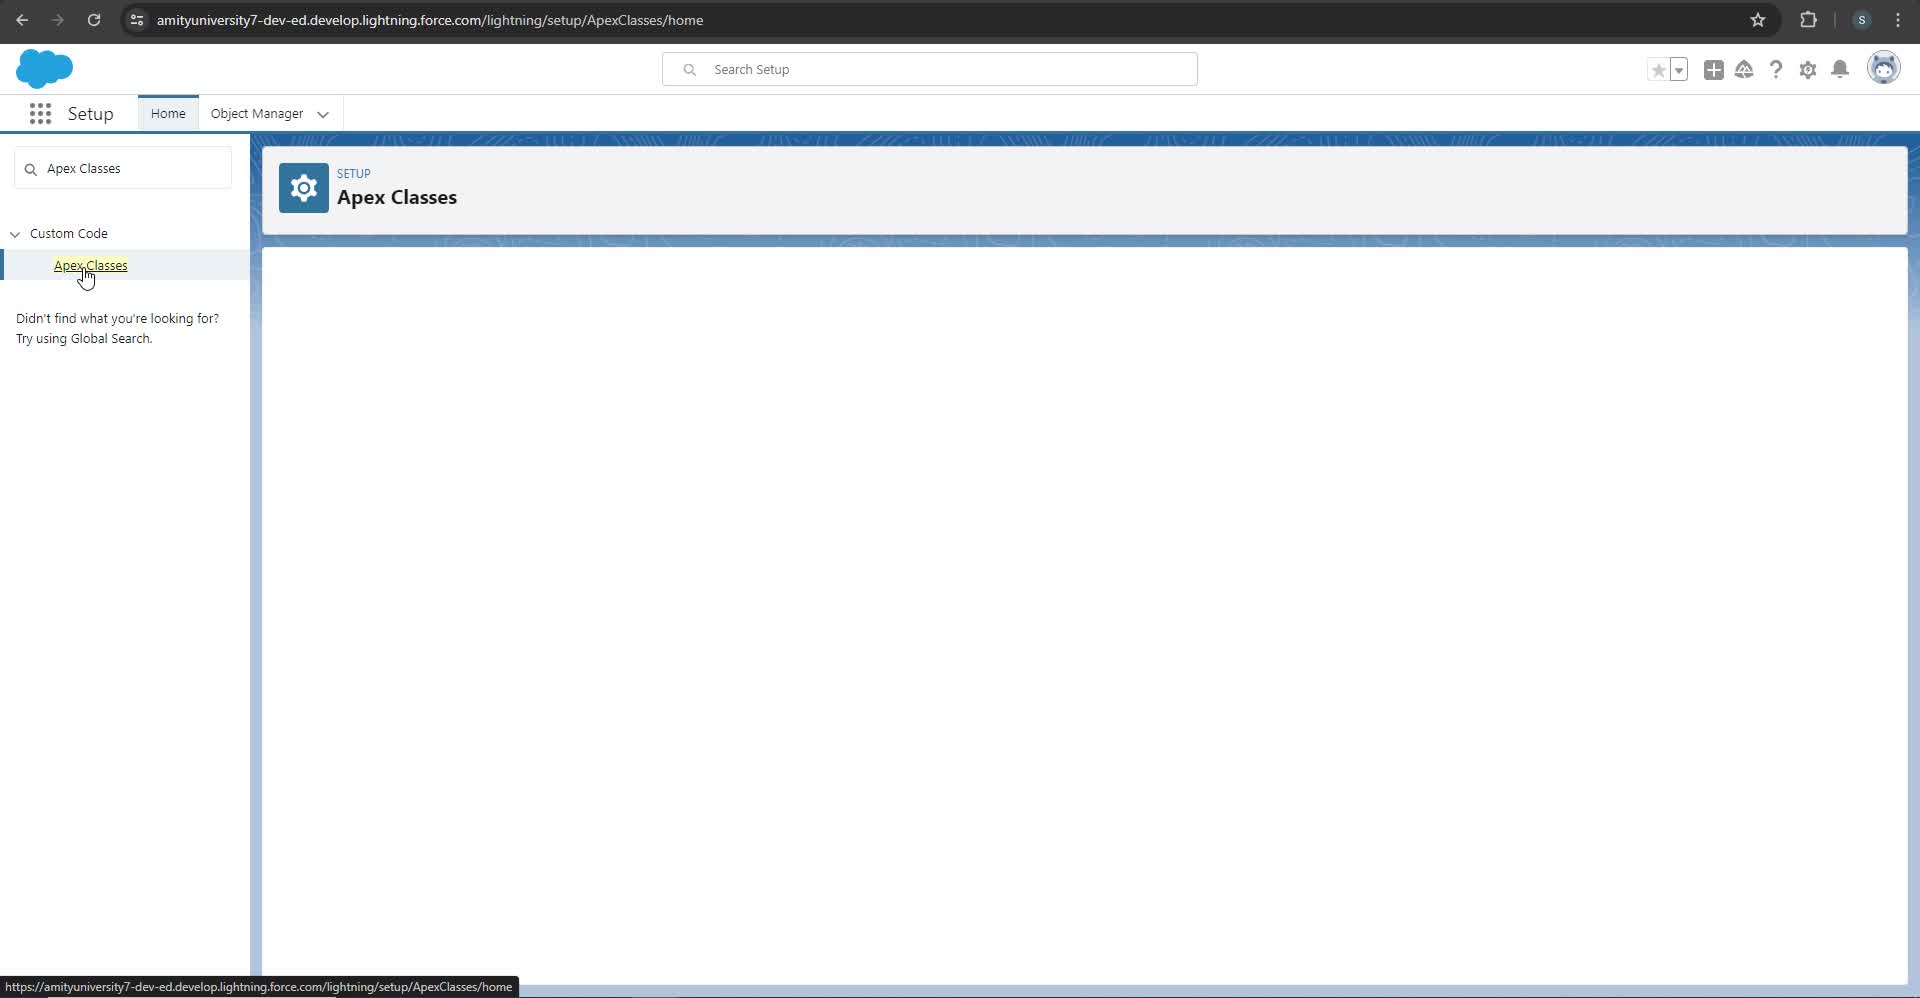 amityuniversity7-dev-ed.develop.lightning.force.com/lightning/setup/ApexClasses/home
S
Search Setup
Setup
Home
Object Manager
Apex Classes
SETUP
Apex Classes
Custom Code
Apex Classes
Didn't find what you're looking for?
Try using Global Search.
https://amityuniversity7-dev-ed.develop.lightning.force.com/lightning/setup/ApexClasses/home